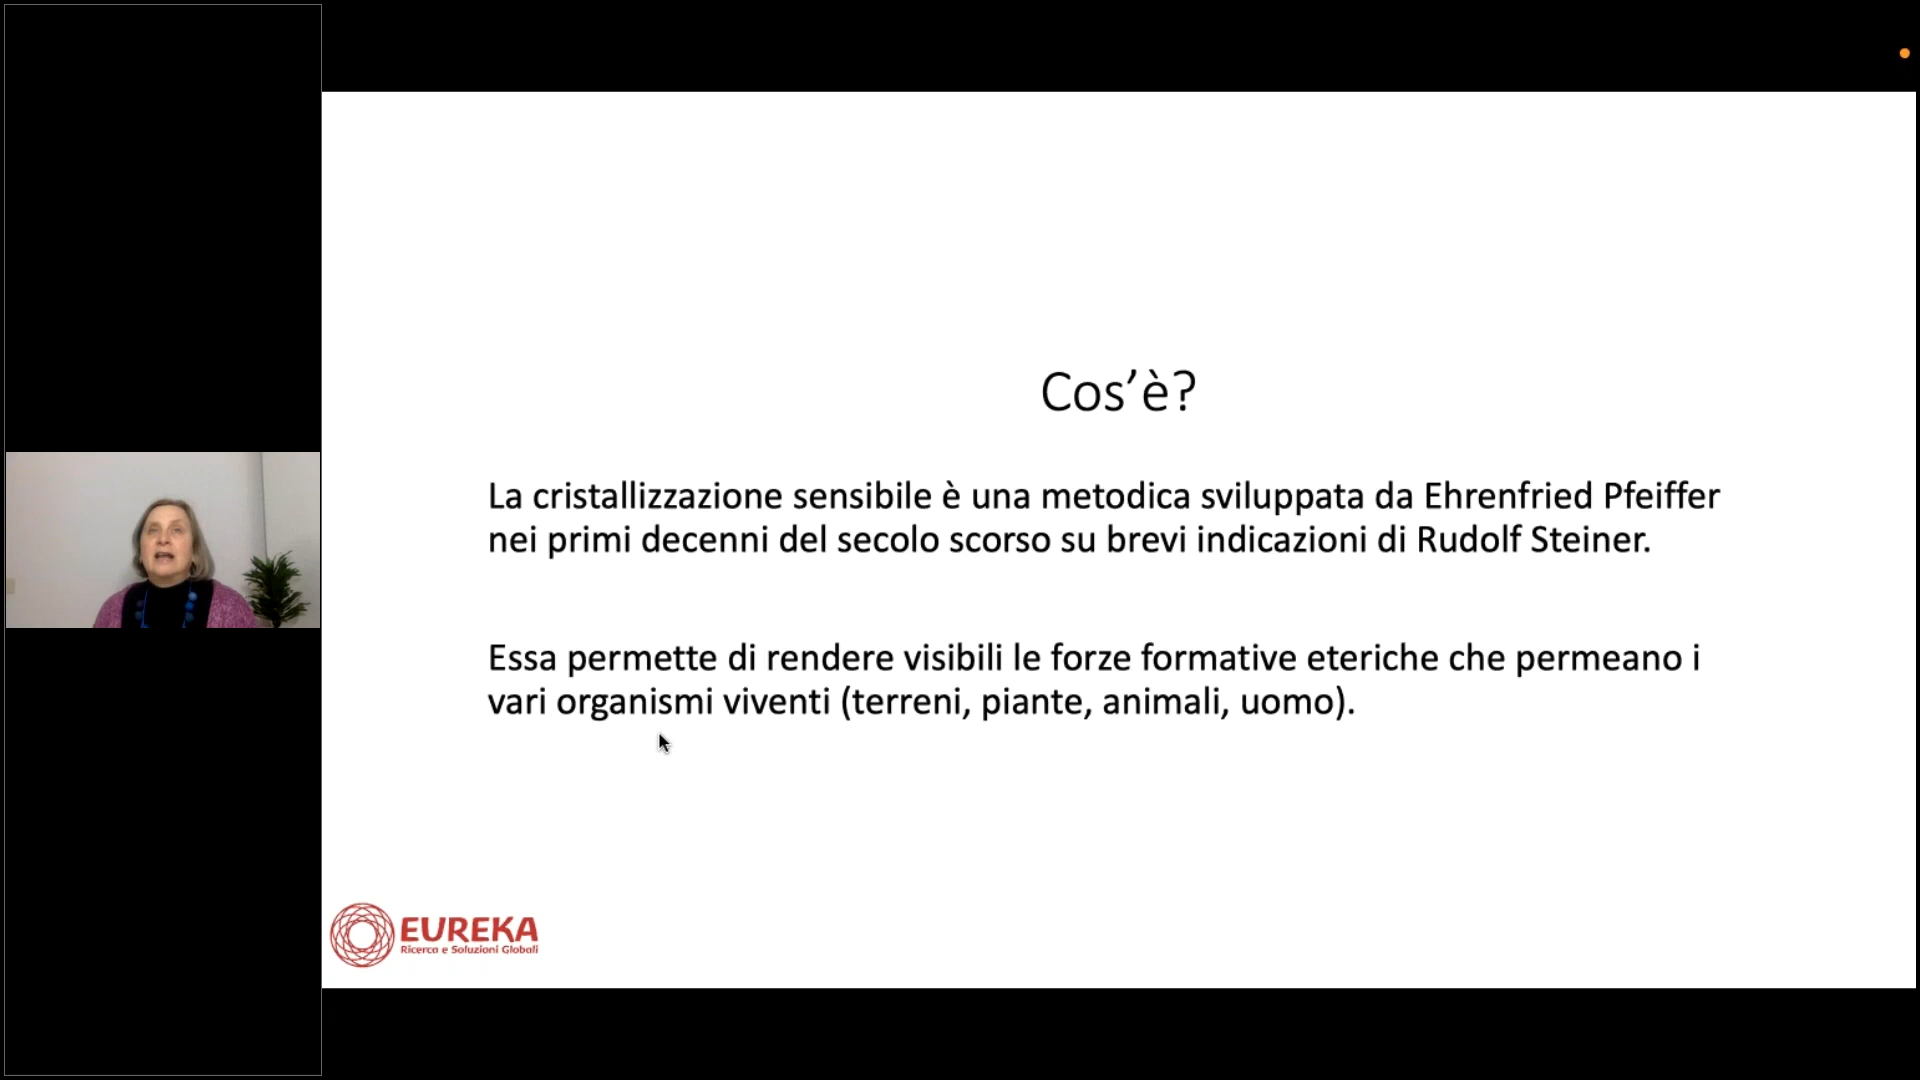 Cos’è?
La cristallizzazione sensibile è una metodica sviluppata da Ehrenfried Pfeiffer
nei primi decenni del secolo scorso su brevi indicazioni di Rudolf Steiner.
Essa permette di rendere visibili le forze formative eteriche che permeano i
vari organismi viventi (terreni, piante, animali, uomo).
EUREKA
Ricerca e Soluzioni Globali